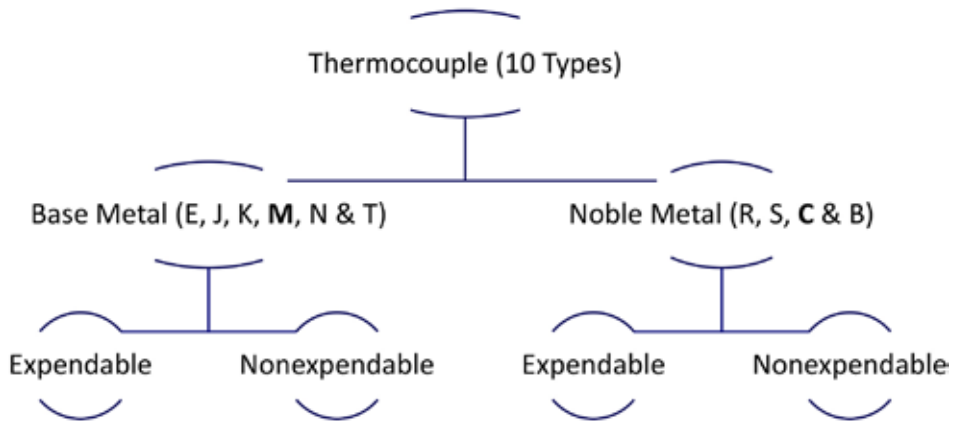 Thermocouple (10 Types)
Base Metal (E, J, K, M, N & T)
Noble Metal (R, S, C & B)
Expendable
Nonexpendable
Expendable
Nonexpendable